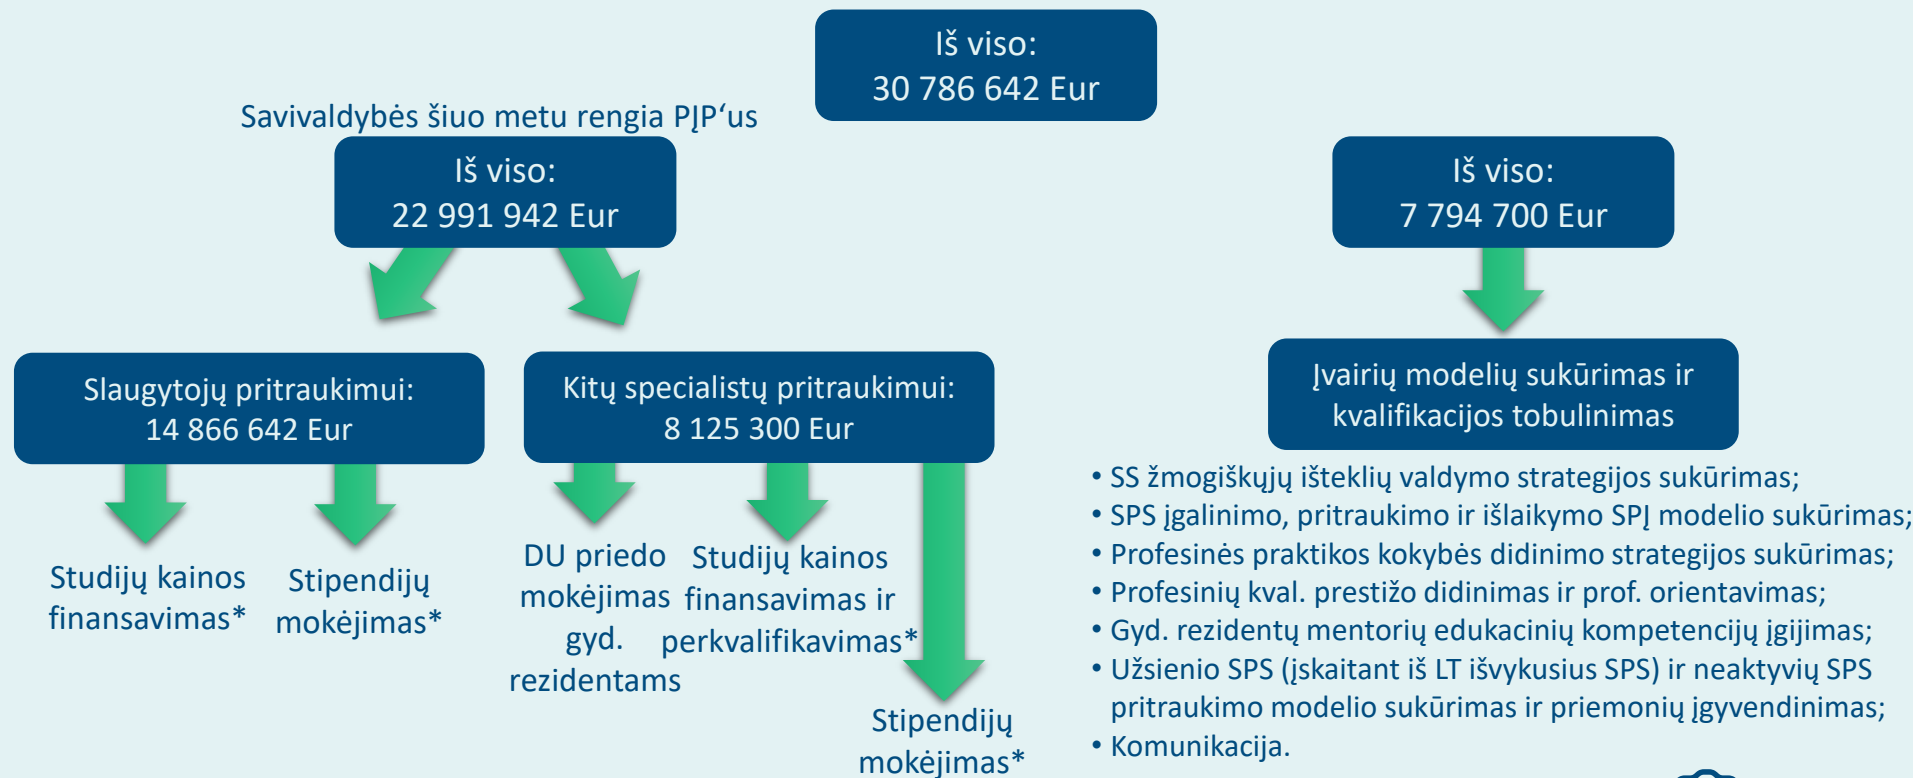 Iš viso:
30 786 642 Eur
Savivaldybės šiuo metu rengia PĮP‘us
Iš viso:
22 991 942 Eur
Iš viso:
7 794 700 Eur
Slaugytojų pritraukimui:
14 866 642 Eur
Kitų specialistų pritraukimui:
8 125 300 Eur
Įvairių modelių sukūrimas ir
kvalifikacijos tobulinimas
Studijų kainos
finansavimas*
Stipendijų
mokėjimas*
DU priedo
mokėjimas
gyd.
rezidentams
Studijų kainos
finansavimas ir
perkvalifikavimas*
Stipendijų
mokėjimas*
• SS žmogiškųjų išteklių valdymo strategijos sukūrimas;
• SPS įgalinimo, pritraukimo ir išlaikymo SPĮ modelio sukūrimas;
• Profesinės praktikos kokybės didinimo strategijos sukūrimas;
• Profesinių kval. prestižo didinimas ir prof. orientavimas;
• Gyd. rezidentų mentorių edukacinių kompetencijų įgijimas;
• Užsienio SPS (įskaitant iš LT išvykusius SPS) ir neaktyvių SPS
pritraukimo modelio sukūrimas ir priemonių įgyvendinimas;
• Komunikacija.